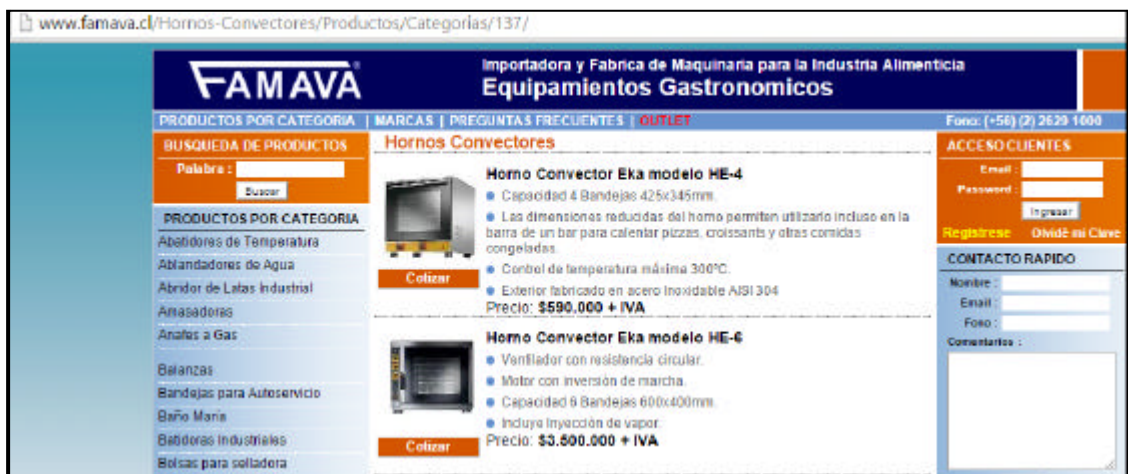 www.famava.cl/Hornos-Convectores/Productos/Categorias/137/
FAMAVA
Importadora y Fabrica de Maquinaria para la Industria Alimenticia
Equipamientos Gastronomicos
PRODUCTOS POR CATEGORIA | MARCAS | PREGUNTAS FRECUENTES | OUTLET
Fono: (+56) (2) 2629 1000
BUSQUEDA DE PRODUCTOS
Palabra :
Buscar
PRODUCTOS POR CATEGORIA
Abatidores de Temperatura
Ablandadores de Agua
Abridor de Latas Industrial
Amasadoras
Anafes a Gas
Balanzas
Bandejas para Autoservicio
Baño Maria
Batidoras Industriales
Bolsas para selladora
Hornos Convectores
Horno Convector Eka modelo HE-4
Capacidad 4 Bandejas 425x345mm.
Las dimensiones reducidas del horno permiten utilizarlo incluso en la
barra de un bar para calentar pizzas, croissants y otras comidas
congeladas.
Control de temperatura máxima 300ºC.
Exterior fabricado en acero Inoxidable AISI 304
Cotizar
Precio: $590.000 + IVA
Horno Convector Eka modelo HE-6
Ventilador con resistencia circular.
Motor con inversión de marcha.
Capacidad 6 Bandejas 600x400mm.
Incluye Inyección de vapor.
Cotizar
Precio: $3.500.000 + IVA
ACCESO CLIENTES
Email :
Password :
Ingresar
Registrese
Olvidé mi Clave
CONTACTO RAPIDO
Nombre :
Email :
Fono :
Comentarios :